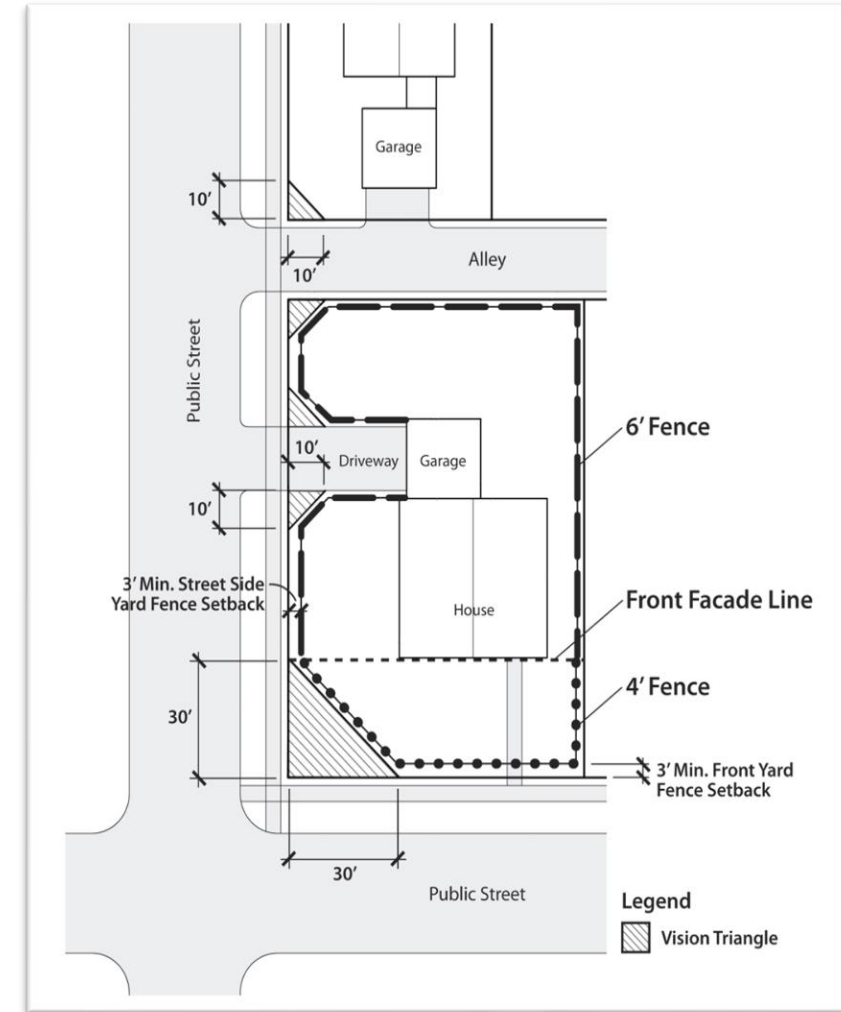 Garage
10'
10'
Alley
Public Street
6' Fence
10'
Driveway
Garage
10'
3' Min. Street Side
Yard Fence Setback
House
Front Facade Line
4' Fence
30'
3' Min. Front Yard
Fence Setback
30'
Public Street
Legend
Vision Triangle